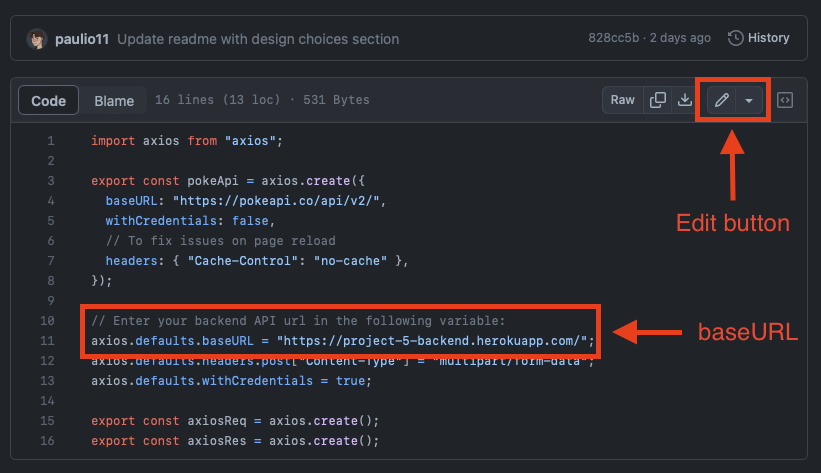 paulio11 Update readme with design choices section 828cc5b · 2 days ago History
Code Blame 16 lines (13 loc) · 531 Bytes Raw
1 import axios from "axios";
2
3 export const pokeApi = axios.create({
4 baseURL: "https://pokeapi.co/api/v2/",
5 withCredentials: false,
6 // To fix issues on page reload
7 headers: { "Cache-Control": "no-cache" },
8 });
9
10 // Enter your backend API url in the following variable:
11 axios.defaults.baseURL = "https://project-5-backend.herokuapp.com/";
12 axios.defaults.headers.post["Content-Type"] = "multipart/form-data";
13 axios.defaults.withCredentials = true;
14
15 export const axiosReq = axios.create();
16 export const axiosRes = axios.create();
Edit button
baseURL